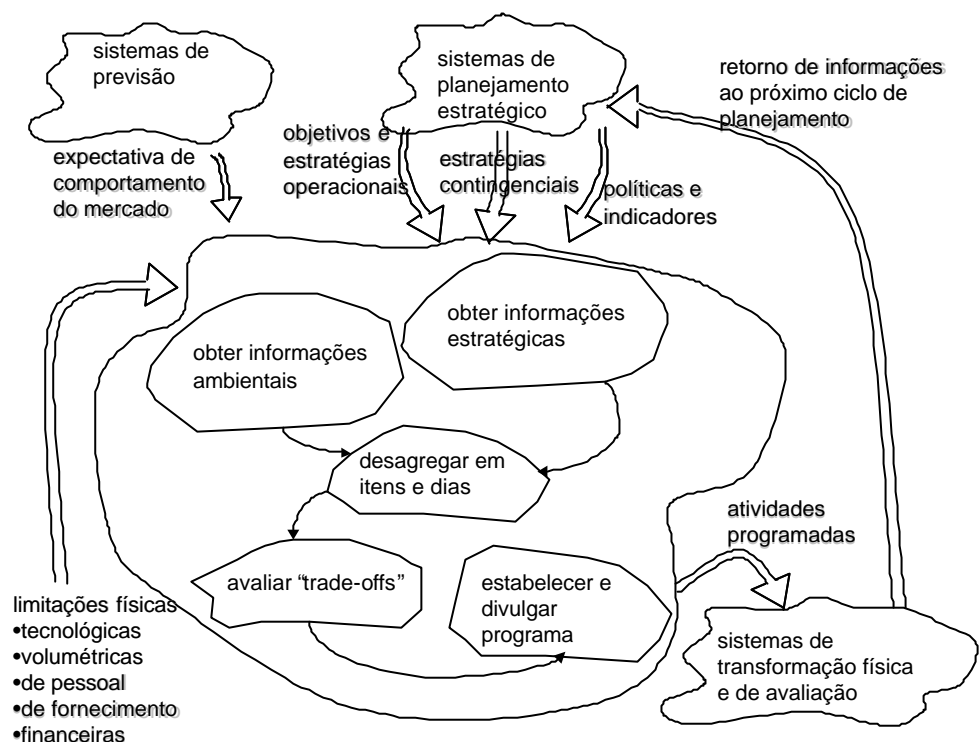 sistemas de
previsão
sistemas de
planejamento
estratégico
retorno de informações
ao próximo ciclo de
planejamento
expectativa de
comportamento
do mercado
objetivos e
estratégias
operacionais
estratégias
contingenciais
políticas e
indicadores
obter informações
ambientais
obter informações
estratégicas
desagregar em
itens e dias
avaliar “trade-offs”
estabelecer e
divulgar
programa
atividades
programadas
limitações físicas
•tecnológicas
•volumétricas
•de pessoal
•de fornecimento
•financeiras
sistemas de
transformação física
e de avaliação